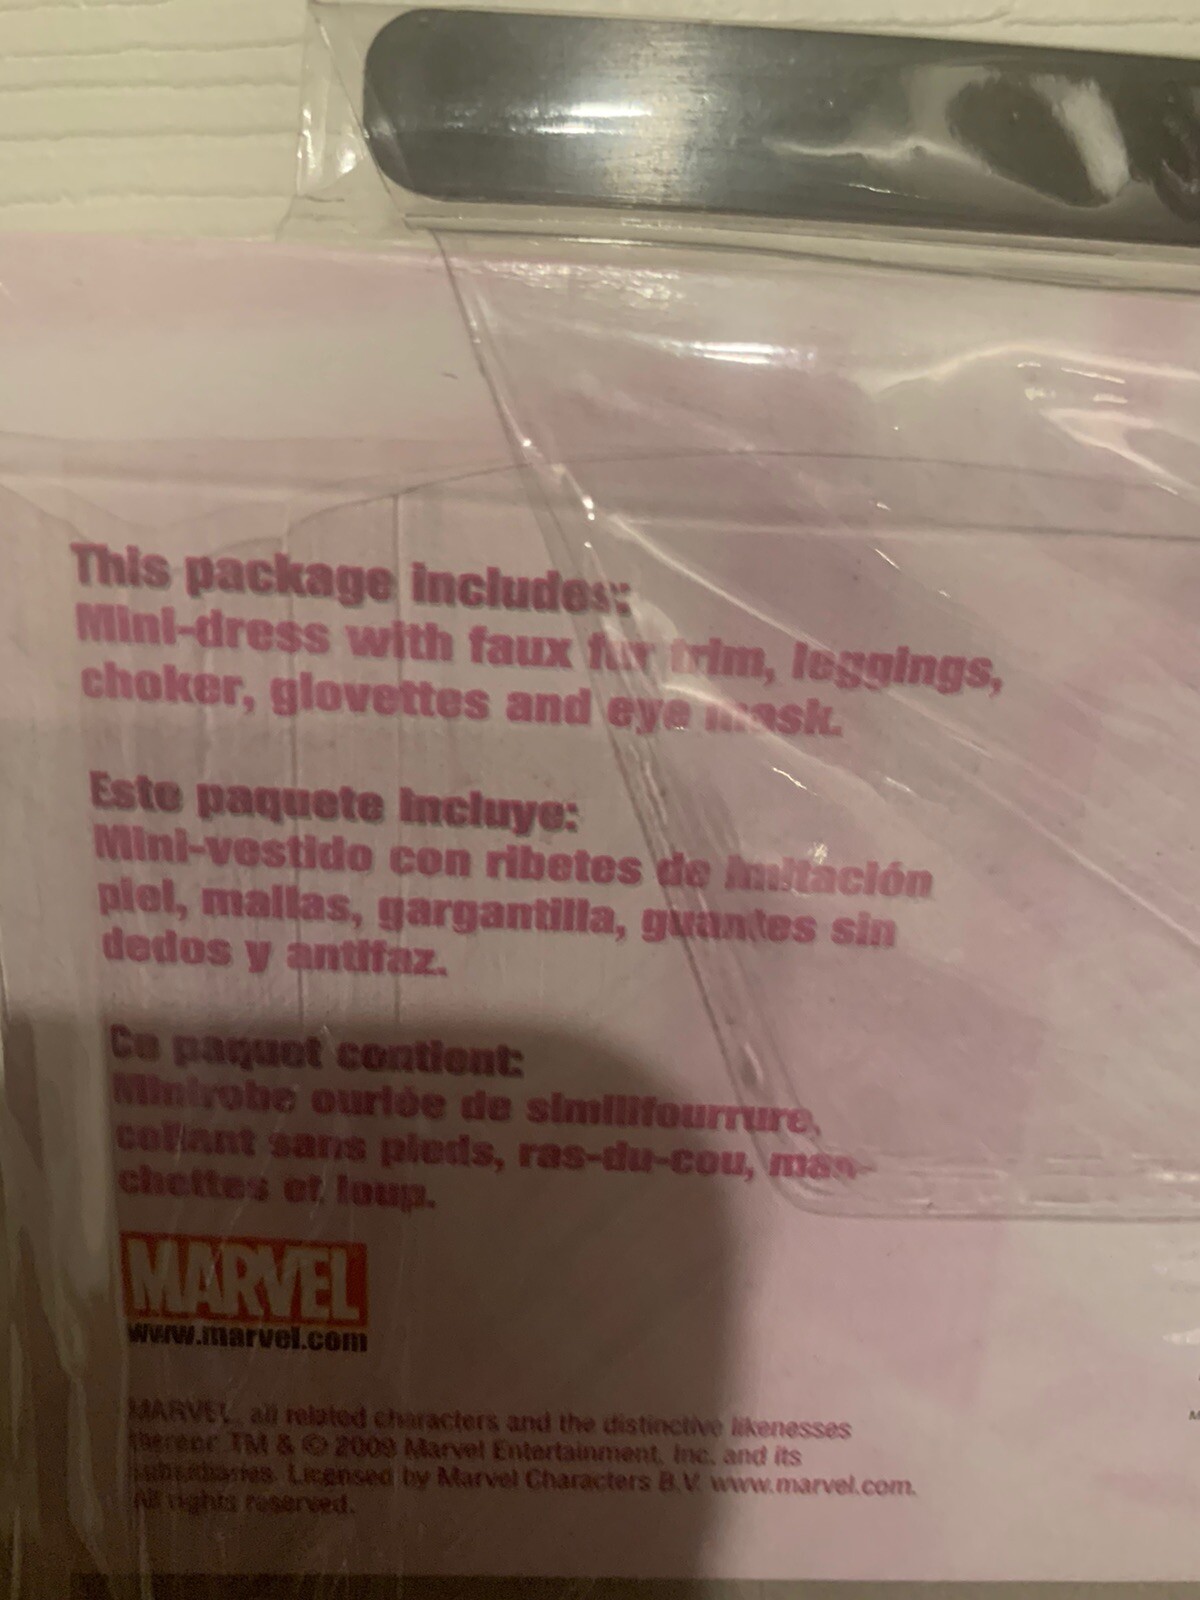 This package includes:
Mini-dress with faux fur trim, leggings,
choker, glovettes and eye mask.
Este paquete incluye:
Mini-vestido con ribetes de imitación
piel, mallas, gargantilla, guantes sin
dedos y antifaz.
Ce paquet contient:
Minirobe ourlée de similifourrure,
collant sans pieds, ras-du-cou, man-
chettes et loup.
MARVEL
www.marvel.com
MARVEL, all related characters and the distinctive likenesses
thereof TM & © 2009 Marvel Entertainment, Inc. and its
subsidiaries. Licensed by Marvel Characters B.V. www.marvel.com.
All rights reserved.